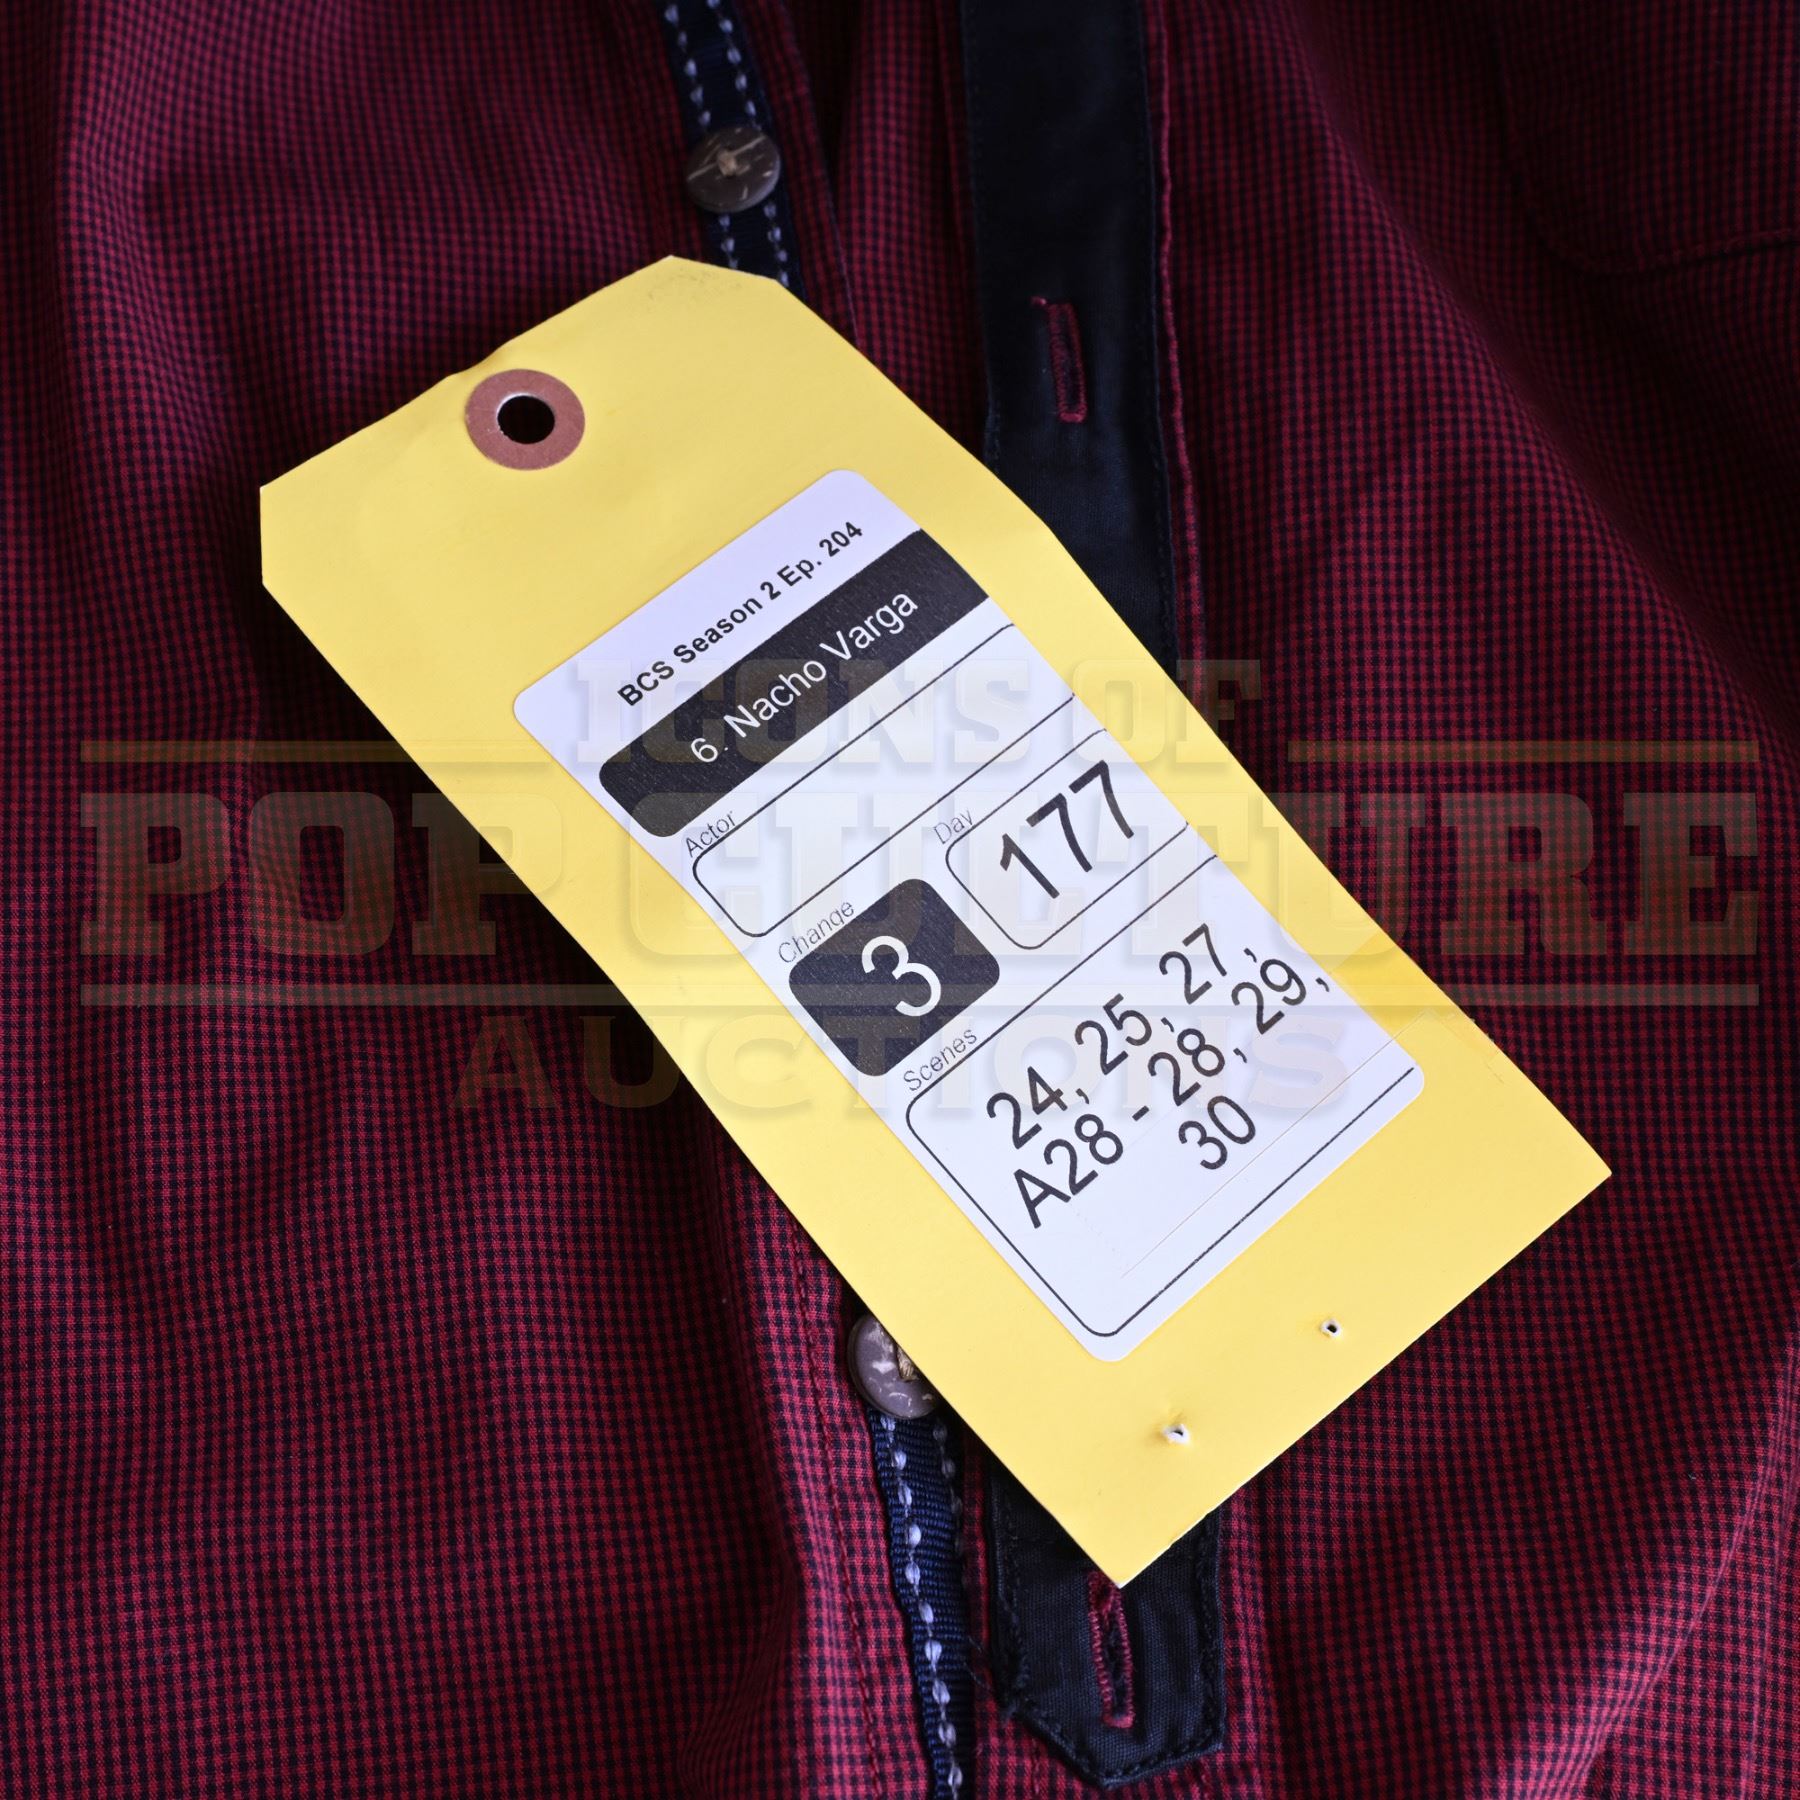 BCS Season 2 Ep. 204
6. Nacho Varga
Actor
Change
3
Day
177
Scenes
24, 25, 27,
A28 - 28, 29,
30
ICONS OF
POP CULTURE
AUCTIONS